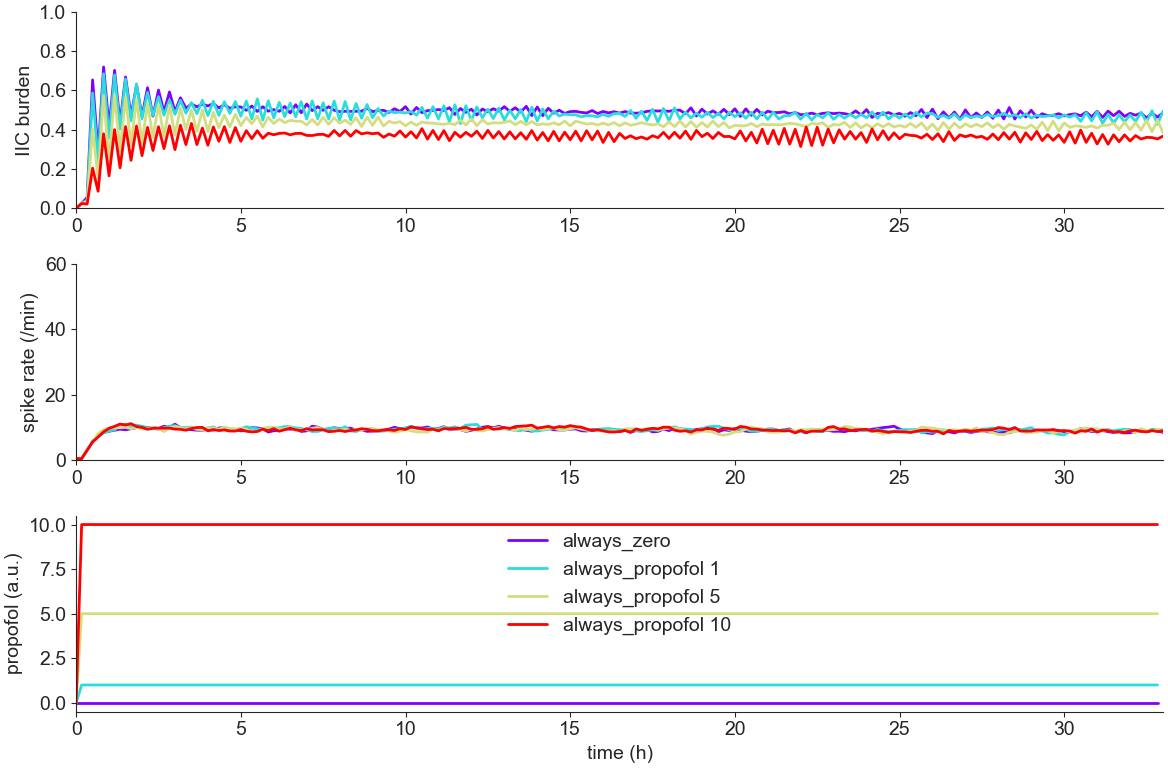 1.0
0.8
0.6
0.4
0.2
0.0
IIC burden
0 5 10 15 20 25 30
60
40
20
0
spike rate (/min)
0 5 10 15 20 25 30
10.0
7.5
5.0
2.5
0.0
propofol (a.u.)
always_zero
always_propofol 1
always_propofol 5
always_propofol 10
0 5 10 15 20 25 30
time (h)